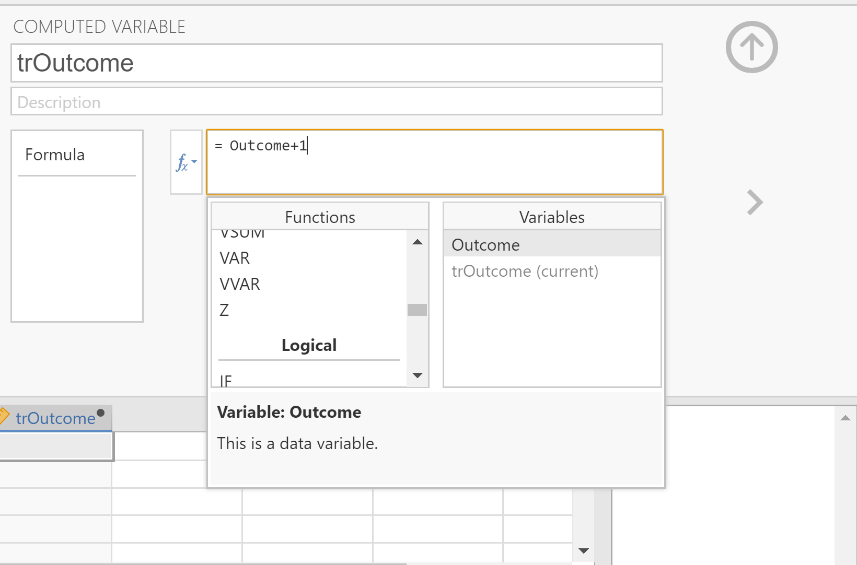 COMPUTED VARIABLE
trOutcome
Description
Formula
fx
= Outcome+1
Functions
VSUM
VAR
VVAR
Z
Logical
IF
Variables
Outcome
trOutcome (current)
Variable: Outcome
This is a data variable.
trOutcome